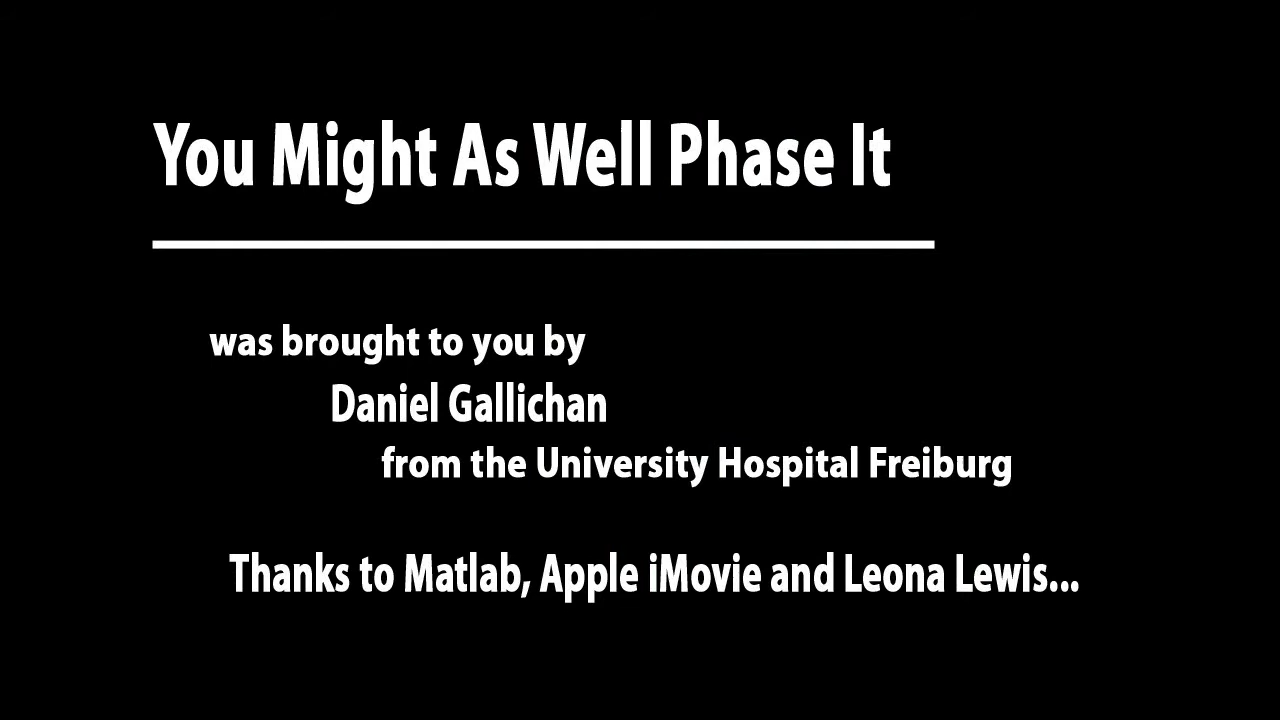 You Might As Well Phase It
was brought to you by
Daniel Gallichan
from the University Hospital Freiburg
Thanks to Matlab, Apple iMovie and Leona Lewis...